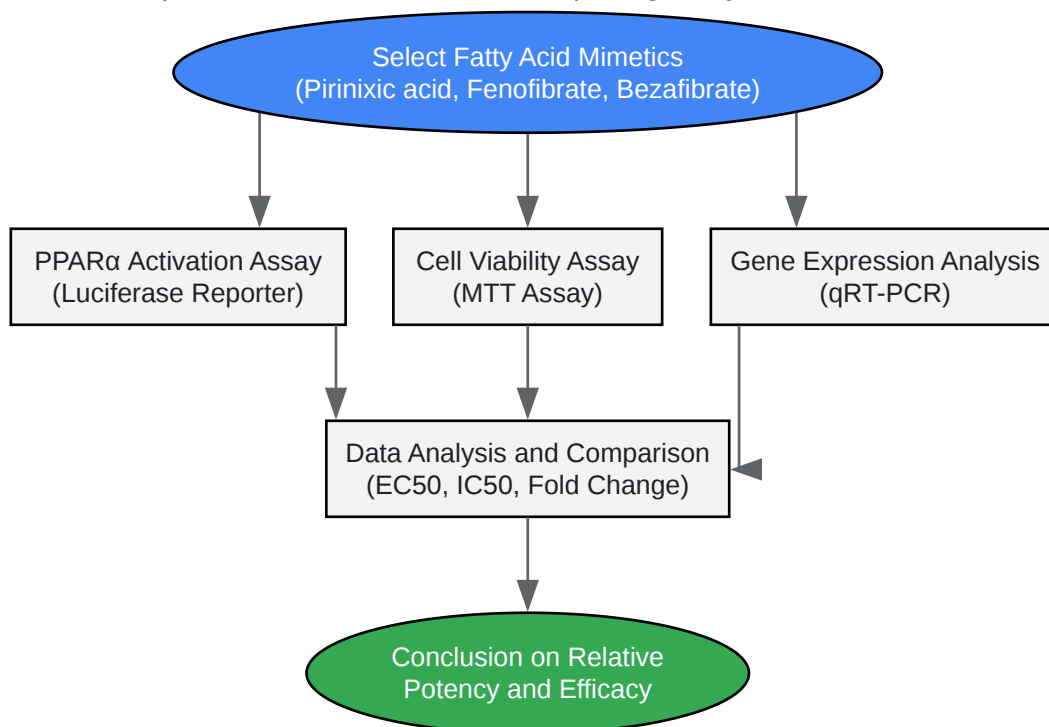 Select Fatty Acid Mimetics
(Pirinixic acid, Fenofibrate, Bezafibrate)
PPARα Activation Assay
(Luciferase Reporter)
Cell Viability Assay
(MTT Assay)
Gene Expression Analysis
(qRT-PCR)
Data Analysis and Comparison
(EC50, IC50, Fold Change)
Conclusion on Relative
Potency and Efficacy